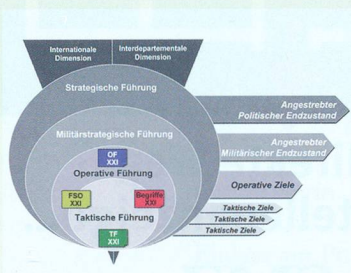 Internationale
Dimension
Interdepartementale
Dimension
Strategische Führung
Angestrebter
Politischer Endzustand
Militärstrategische Führung
Angestrebter
Militärischer Endzustand
OF
XXI
Operative Führung
Operative Ziele
FSO
XXI
Begriffe
XXI
Taktische Führung
Taktische Ziele
Taktische Ziele
Taktische Ziele
TF
XXI